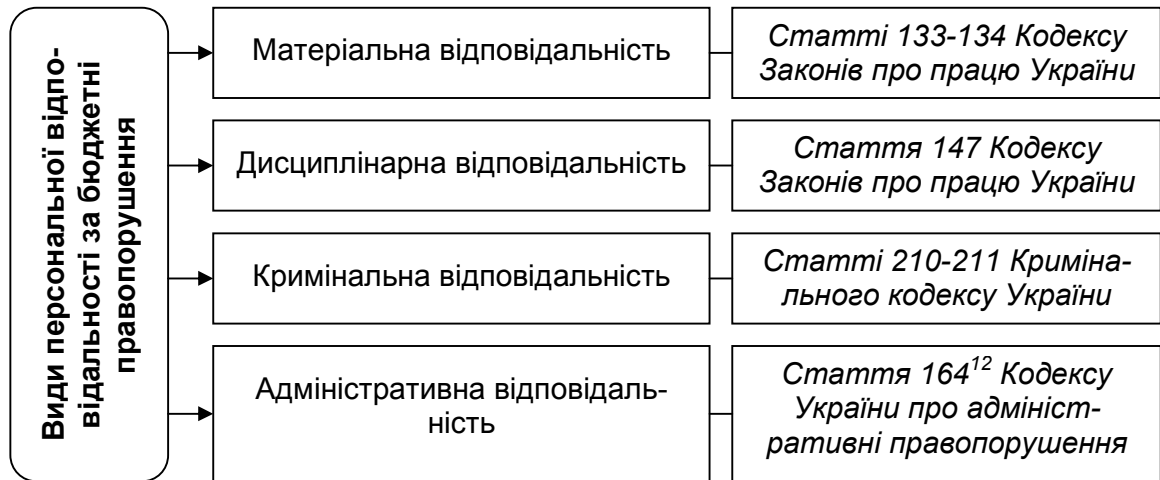 Види персональної відпо-
відальності за бюджетні
правопорушення
Матеріальна відповідальність
Статті 133-134 Кодексу
Законів про працю України
Дисциплінарна відповідальність
Стаття 147 Кодексу
Законів про працю України
Кримінальна відповідальність
Статті 210-211 Криміна-
льного кодексу України
Адміністративна відповідаль-
ність
Стаття 164¹² Кодексу
України про адмініст-
ративні правопорушення